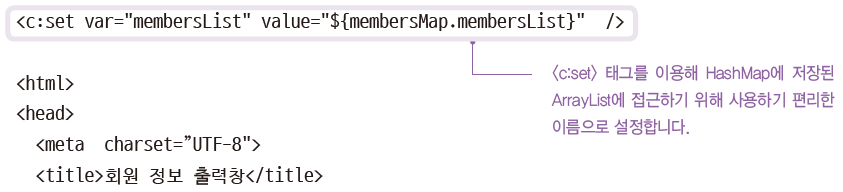 <c:set var="membersList" value="${membersMap.membersList}"  />
<c:set> 태그를 이용해 HashMap에 저장된
ArrayList에 접근하기 위해 사용하기 편리한
이름으로 설정합니다.
<html>
<head>
<meta  charset=”UTF-8">
<title>회원 정보 출력창</title>